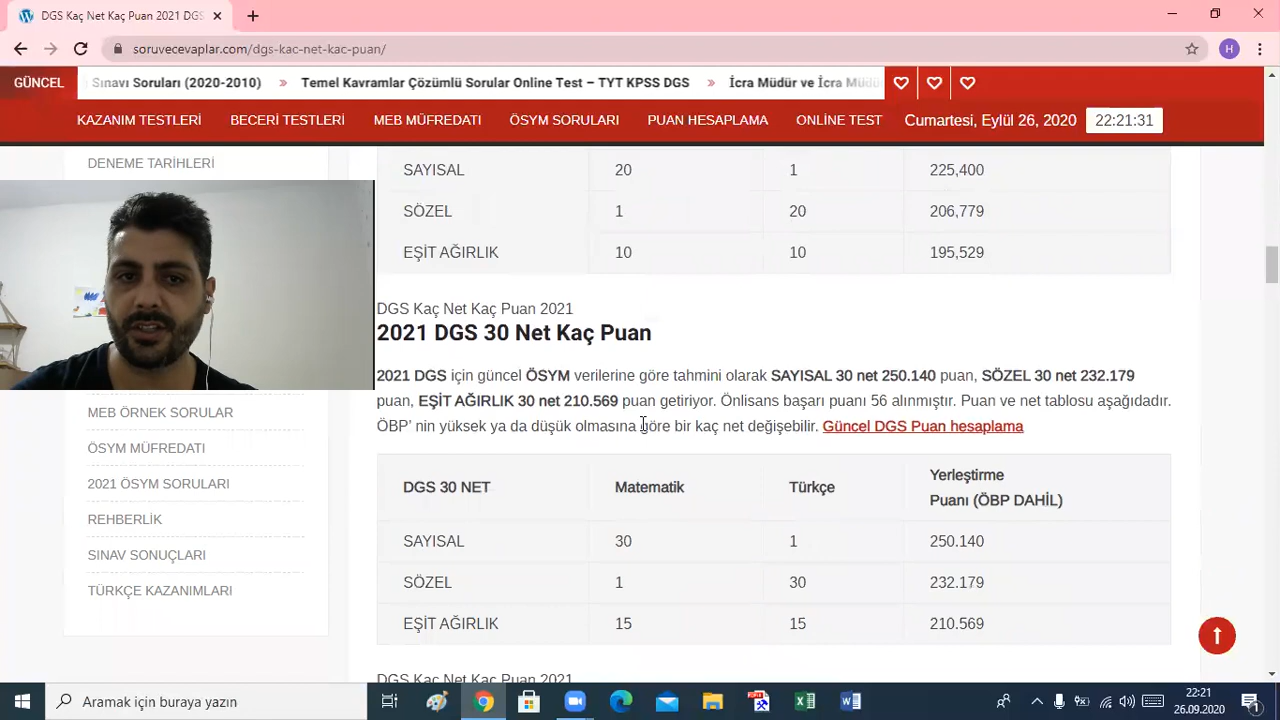 DGS Kaç Net Kaç Puan 2021 DGS
soruvecevaplar.com/dgs-kac-net-kac-puan/
H
GÜNCEL
Sınavı Soruları (2020-2010) » Temel Kavramlar Çözümlü Sorular Online Test – TYT KPSS DGS » İcra Müdür ve İcra Müdü
KAZANIM TESTLERİ BECERİ TESTLERİ MEB MÜFREDATI ÖSYM SORULARI PUAN HESAPLAMA ONLİNE TEST Cumartesi, Eylül 26, 2020 22:21:31
DENEME TARİHLERİ
MEB ÖRNEK SORULAR
DÜŞÜM MÜFREDATI
2021 ÖSYM SORULARI
REHBERLİK
SINAV SONUÇLARI
TÜRKÇE KAZANIMLARI
SAYISAL 20 1 225,400
SÖZEL 1 20 206,779
EŞİT AĞIRLIK 10 10 195,529
DGS Kaç Net Kaç Puan 2021
2021 DGS 30 Net Kaç Puan
2021 DGS için güncel ÖSYM verilerine göre tahmini olarak SAYISAL 30 net 250.140 puan, SÖZEL 30 net 232.179
puan, EŞİT AĞIRLIK 30 net 210.569 puan getiriyor. Önlisans başarı puanı 56 alınmıştır. Puan ve net tablosu aşağıdadır.
ÖBP' nin yüksek ya da düşük olmasına göre bir kaç net değişebilir. Güncel DGS Puan hesaplama
DGS 30 NET Matematik Türkçe Yerleştirme
Puanı (ÖBP DAHİL)
SAYISAL 30 1 250.140
SÖZEL 1 30 232.179
EŞİT AĞIRLIK 15 15 210.569
DGS Kaç Net Kaç Puan 2021
Aramak için buraya yazın
22:21
26.09.2020